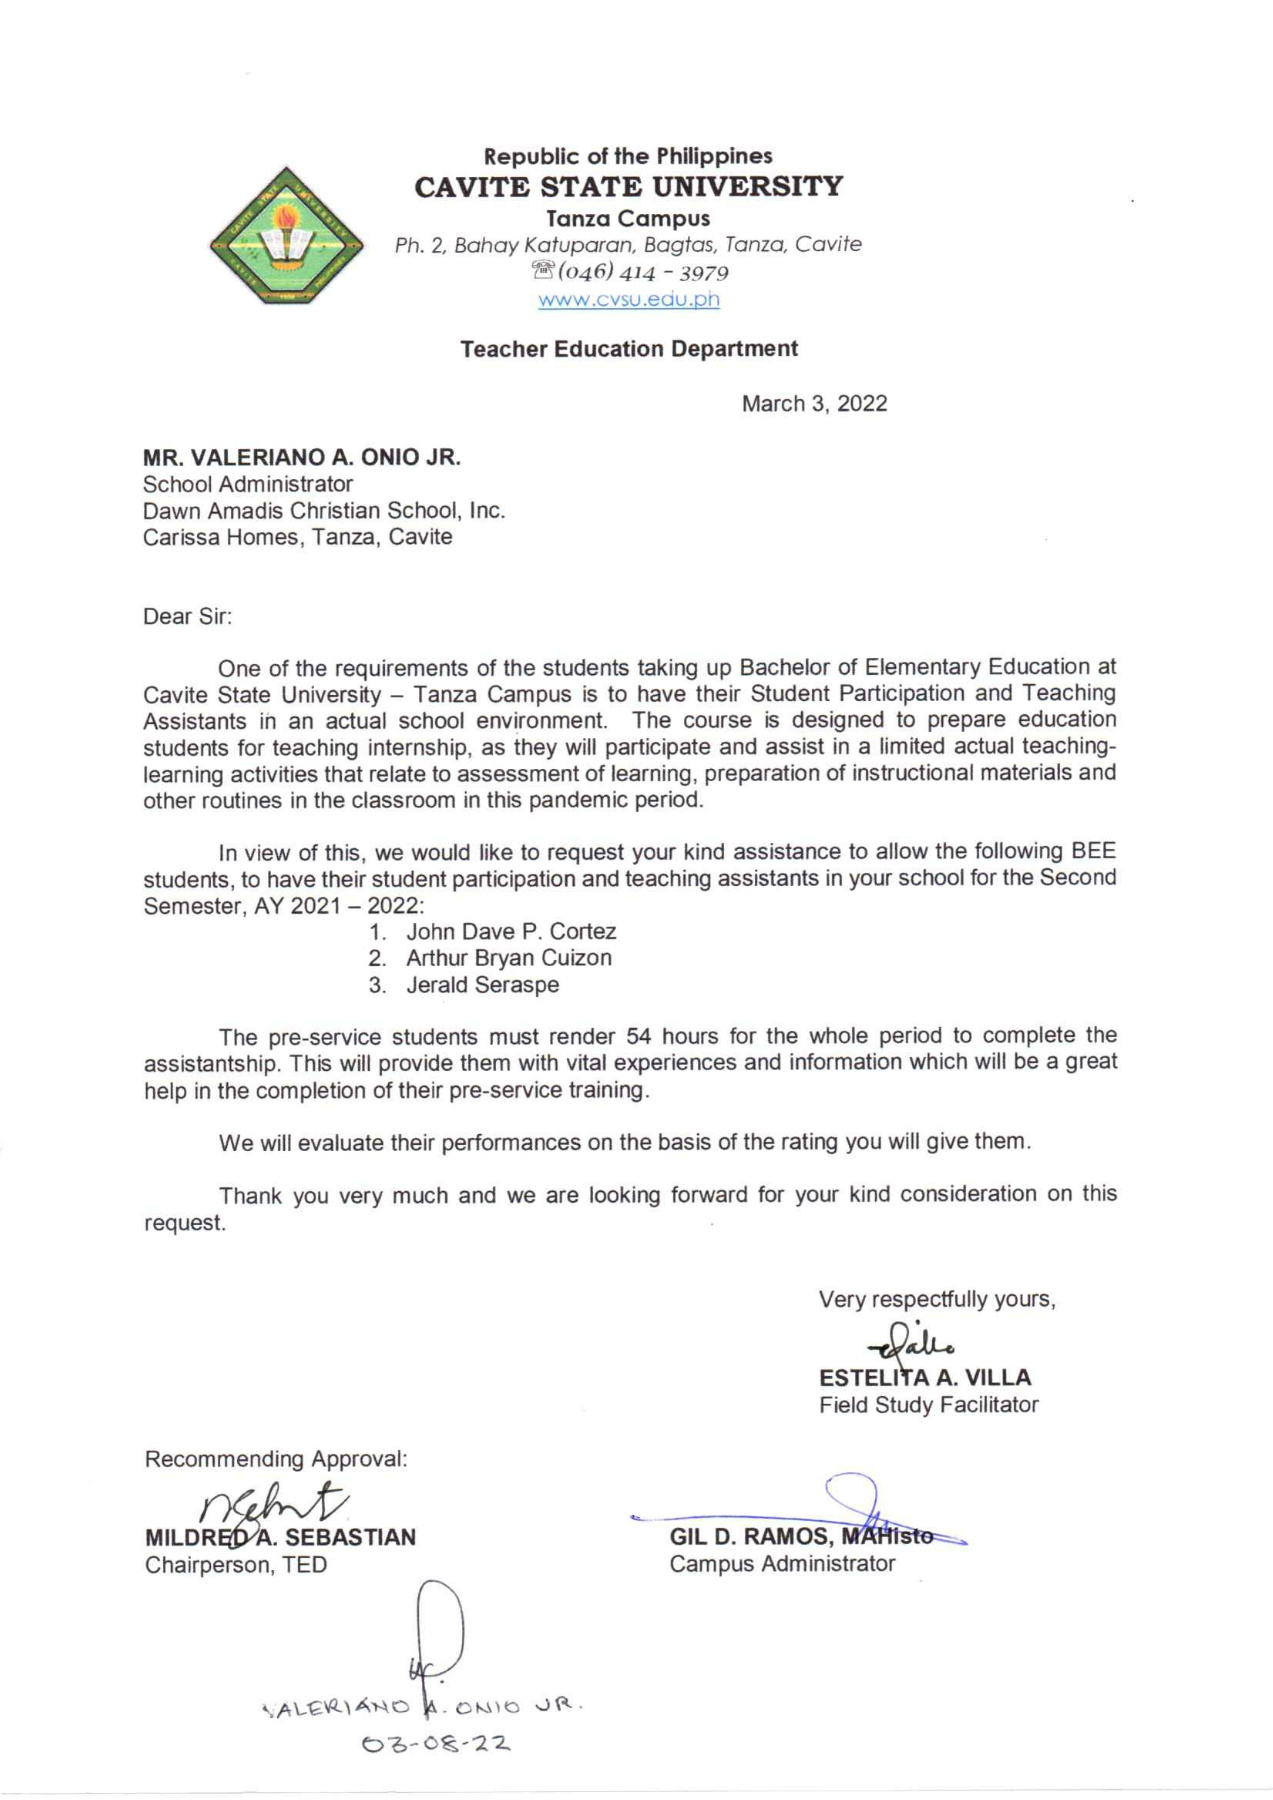 Republic of the Philippines
CAVITE STATE UNIVERSITY
Tanza Campus
Ph. 2, Bahay Katuparan, Bagtas, Tanza, Cavite
☏(046) 414 - 3979
www.cvsu.edu.ph
Teacher Education Department
March 3, 2022
MR. VALERIANO A. ONIO JR.
School Administrator
Dawn Amadis Christian School, Inc.
Carissa Homes, Tanza, Cavite
Dear Sir:
One of the requirements of the students taking up Bachelor of Elementary Education at
Cavite State University – Tanza Campus is to have their Student Participation and Teaching
Assistants in an actual school environment. The course is designed to prepare education
students for teaching internship, as they will participate and assist in a limited actual teaching-
learning activities that relate to assessment of learning, preparation of instructional materials and
other routines in the classroom in this pandemic period.
In view of this, we would like to request your kind assistance to allow the following BEE
students, to have their student participation and teaching assistants in your school for the Second
Semester, AY 2021 – 2022:
1. John Dave P. Cortez
2. Arthur Bryan Cuizon
3. Jerald Seraspe
The pre-service students must render 54 hours for the whole period to complete the
assistantship. This will provide them with vital experiences and information which will be a great
help in the completion of their pre-service training.
We will evaluate their performances on the basis of the rating you will give them.
Thank you very much and we are looking forward for your kind consideration on this
request.
Very respectfully yours,
ESTELITA A. VILLA
Field Study Facilitator
Recommending Approval:
MILDRED A. SEBASTIAN
Chairperson, TED
GIL D. RAMOS, MAHisto
Campus Administrator
VALERIANO A. ONIO JR.
03-08-22